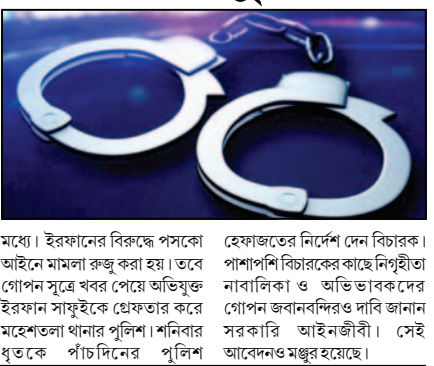 মধ্যে। ইরফানের বিরুদ্ধে পসকো
আইনে মামলা রুজু করা হয়। তবে
গোপন সূত্রে খবর পেয়ে অভিযুক্ত
ইরফান সাফুইকে গ্রেফতার করে
মহেশতলা থানার পুলিশ। শনিবার
ধৃতকে পাঁচদিনের পুলিশ
হেফাজতের নির্দেশ দেন বিচারক।
পাশাপশি বিচারকের কাছে নিগৃহীতা
নাবালিকা ও অভিভাবকদের
গোপন জবানবন্দিরও দাবি জানান
সরকারি আইনজীবী। সেই
আবেদনও মঞ্জুর হয়েছে।